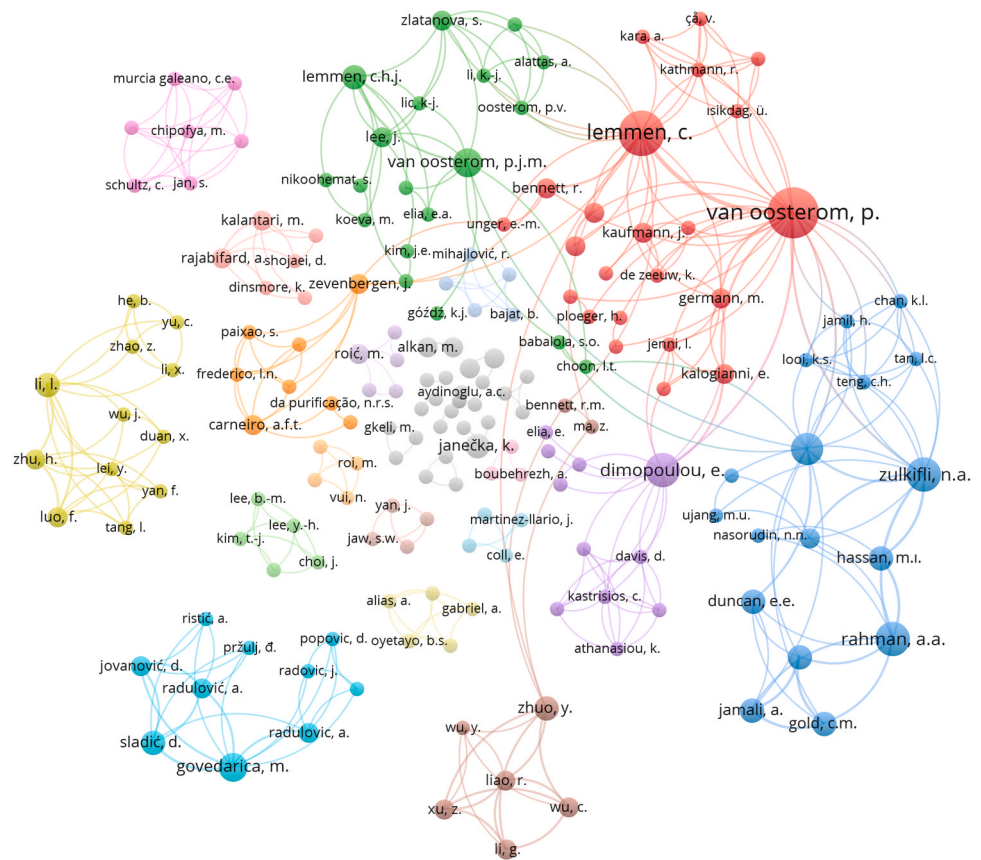 zlatanova, s.
çå, v.
kara, a.
alattas, a.
kathmann, r.
murcia galeano, c.e.
lemmen, c.h.j.
li, k.-j.
lic, k-j.
oosterom, p.v.
isikdag, ü.
chipofya, m.
lee, j.
lemmen, c.
van oosterom, p.j.m.
schultz, c.
jan, s.
nikoohemat, s.
bennett, r.
koeva, m.
elia, e.a.
van oosterom, p.
kalantari, m.
unger, e.-m.
kaufmann, j.
rajabifard, a.
shojaei, d.
kim, j.e.
mihajlović, r.
dinsmore, k.
zevenbergen, j.
de zeeuw, k.
he, b.
germann, m.
chan, k.l.
yu, c.
góźdź, k.j.
bajat, b.
ploeger, h.
jamil, h.
paixao, s.
zhao, z.
roić, m.
alkan, m.
babalola, s.o.
jenni, l.
looi, k.s.
tan, l.c.
li, x.
frederico, l.n.
choon, l.t.
kalogianni, e.
teng, c.h.
li, l.
aydinoglu, a.c.
da purificação, n.r.s.
bennett, r.m.
wu, j.
carneiro, a.f.t.
gkeli, m.
elia, e.
ma, z.
duan, x.
janečka, k.
zhu, h.
lei, y.
roi, m.
boubehrezh, a.
dimopoulou, e.
zulkifli, n.a.
yan, f.
vui, n.
lee, b.-m.
yan, j.
luo, f.
tang, l.
lee, y.-h.
martinez-llario, j.
ujang, m.u.
kim, t.-j.
jaw, s.w.
nasorudin, n.n.
choi, j.
coll, e.
davis, d.
hassan, m.ı.
alias, a.
gabriel, a.
kastrisios, c.
duncan, e.e.
ristić, a.
popovic, d.
oyetayo, b.s.
athanasiou, k.
rahman, a.a.
pržulj, đ.
jovanović, d.
radovic, j.
radulović, a.
zhuo, y.
jamali, a.
gold, c.m.
sladić, d.
radulovic, a.
wu, y.
govedarica, m.
liao, r.
xu, z.
wu, c.
li, g.